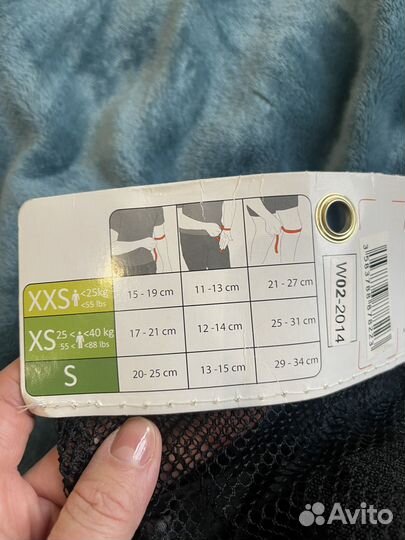 XXS <25kg
<55 lbs
15 - 19 cm
11 -13 cm
21 - 27 cm
XS 25 < <40 kg
55 < <88 lbs
17 - 21 cm
12 - 14 cm
25 - 31 cm
S
20- 25 cm
13 -15 cm
29 - 34 cm
W02-2014
Avito